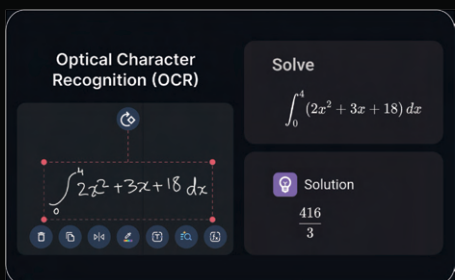 Optical Character
Recognition (OCR)
∫₀⁴ 2x² + 3x + 18 dx
Solve
∫₀⁴ (2x² + 3x + 18) dx
Solution
416
3